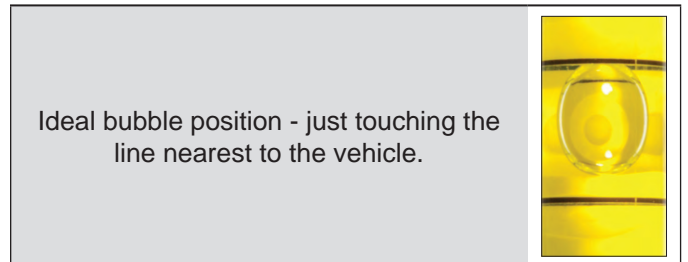 Ideal bubble position - just touching the
line nearest to the vehicle.